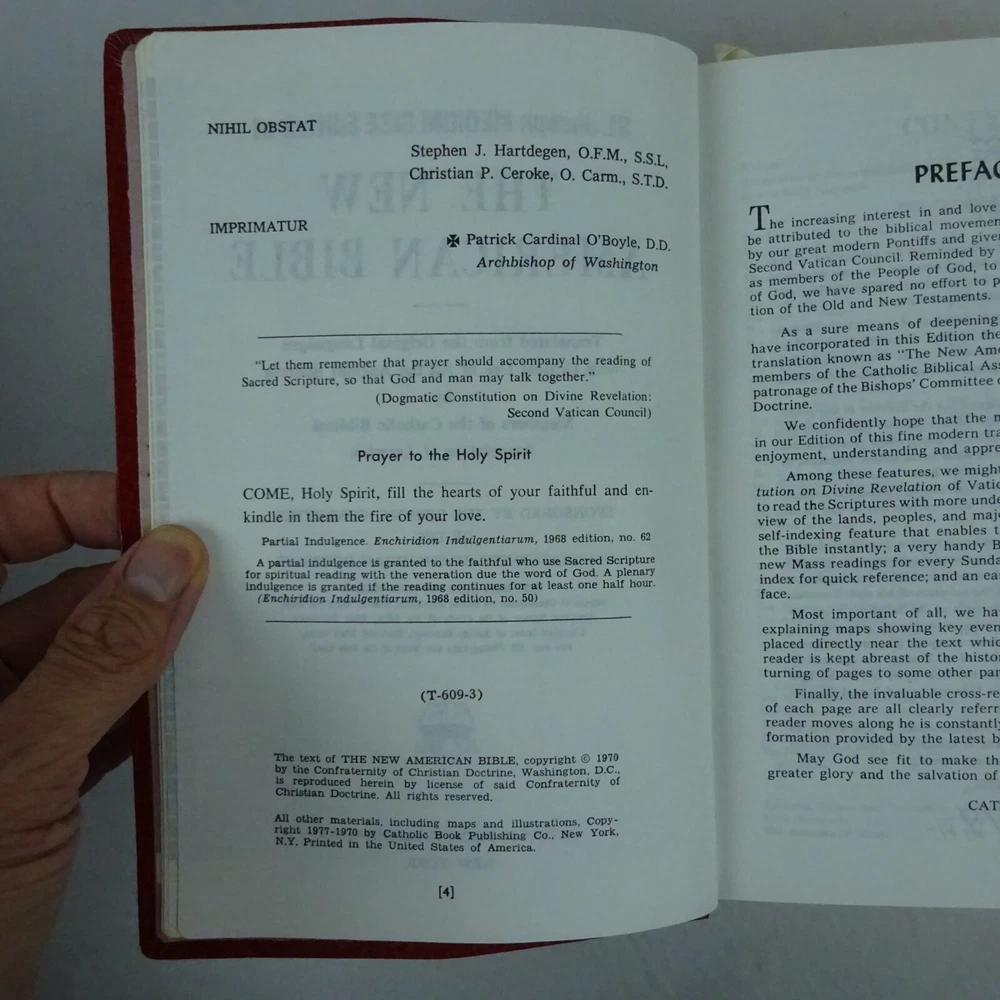 NIHIL OBSTAT
Stephen J. Hartdegen, O.F.M., S.S.L.
Christian P. Ceroke, O. Carm., S.T.D.
IMPRIMATUR
✠ Patrick Cardinal O'Boyle, D.D.
Archbishop of Washington
"Let them remember that prayer should accompany the reading of
Sacred Scripture, so that God and man may talk together."
(Dogmatic Constitution on Divine Revelation:
Second Vatican Council)
Prayer to the Holy Spirit
COME, Holy Spirit, fill the hearts of your faithful and en-
kindle in them the fire of your love.
Partial Indulgence. Enchiridion Indulgentiarum, 1968 edition, no. 62
A partial indulgence is granted to the faithful who use Sacred Scripture
for spiritual reading with the veneration due the word of God. A plenary
indulgence is granted if the reading continues for at least one half hour.
(Enchiridion Indulgentiarum, 1968 edition, no. 50)
(T-609-3)
The text of THE NEW AMERICAN BIBLE, copyright © 1970
by the Confraternity of Christian Doctrine, Washington, D.C.,
is reproduced herein by license of said Confraternity of
Christian Doctrine. All rights reserved.
All other materials, including maps and illustrations, Copy-
right 1977-1970 by Catholic Book Publishing Co., New York,
N.Y. Printed in the United States of America.
[4]
PREFAC
The increasing interest in and love
be attributed to the biblical movemen
by our great modern Pontiffs and given
Second Vatican Council. Reminded by
as members of the People of God, to
of God, we have spared no effort to p
tion of the Old and New Testaments.
As a sure means of deepening
have incorporated in this Edition the
translation known as "The New Ame
members of the Catholic Biblical Ass
patronage of the Bishops' Committee o
Doctrine.
We confidently hope that the n
in our Edition of this fine modern tra
enjoyment, understanding and appre
Among these features, we might
tution on Divine Revelation of Vatic
to read the Scriptures with more unde
view of the lands, peoples, and majo
self-indexing feature that enables t
the Bible instantly; a very handy B
new Mass readings for every Sunda
index for quick reference; and an ea
face.
Most important of all, we ha
explaining maps showing key even
placed directly near the text whic
reader is kept abreast of the histo
turning of pages to some other par
Finally, the invaluable cross-re
of each page are all clearly referr
reader moves along he is constantly
formation provided by the latest b
May God see fit to make th
greater glory and the salvation of
CAT